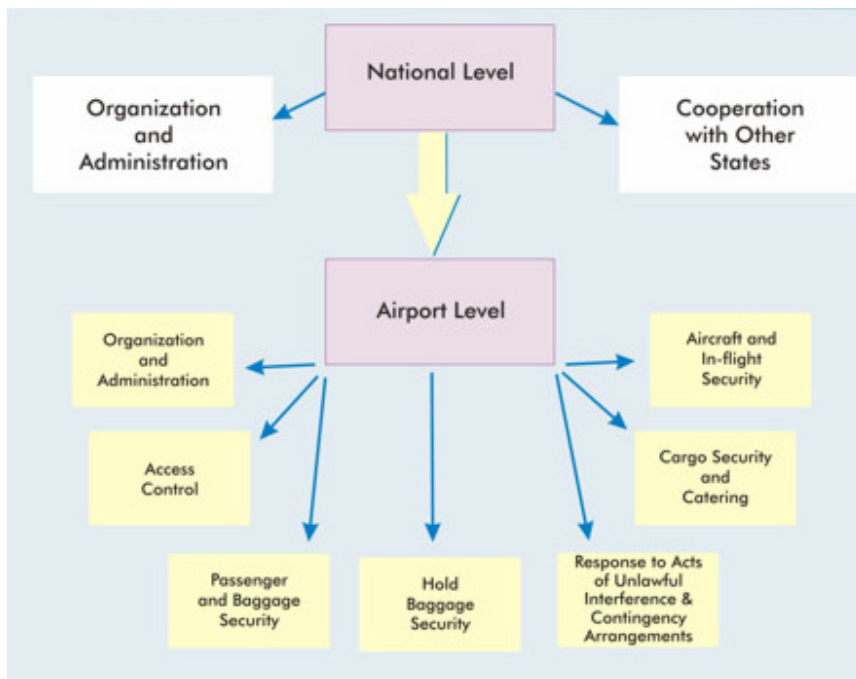 National Level
Organization
and
Administration
Cooperation
with Other
States
Airport Level
Organization
and
Administration
Aircraft and
In-flight
Security
Access
Control
Cargo Security
and
Catering
Passenger
and Baggage
Security
Hold
Baggage
Security
Response to Acts
of Unlawful
Interference &
Contingency
Arrangements